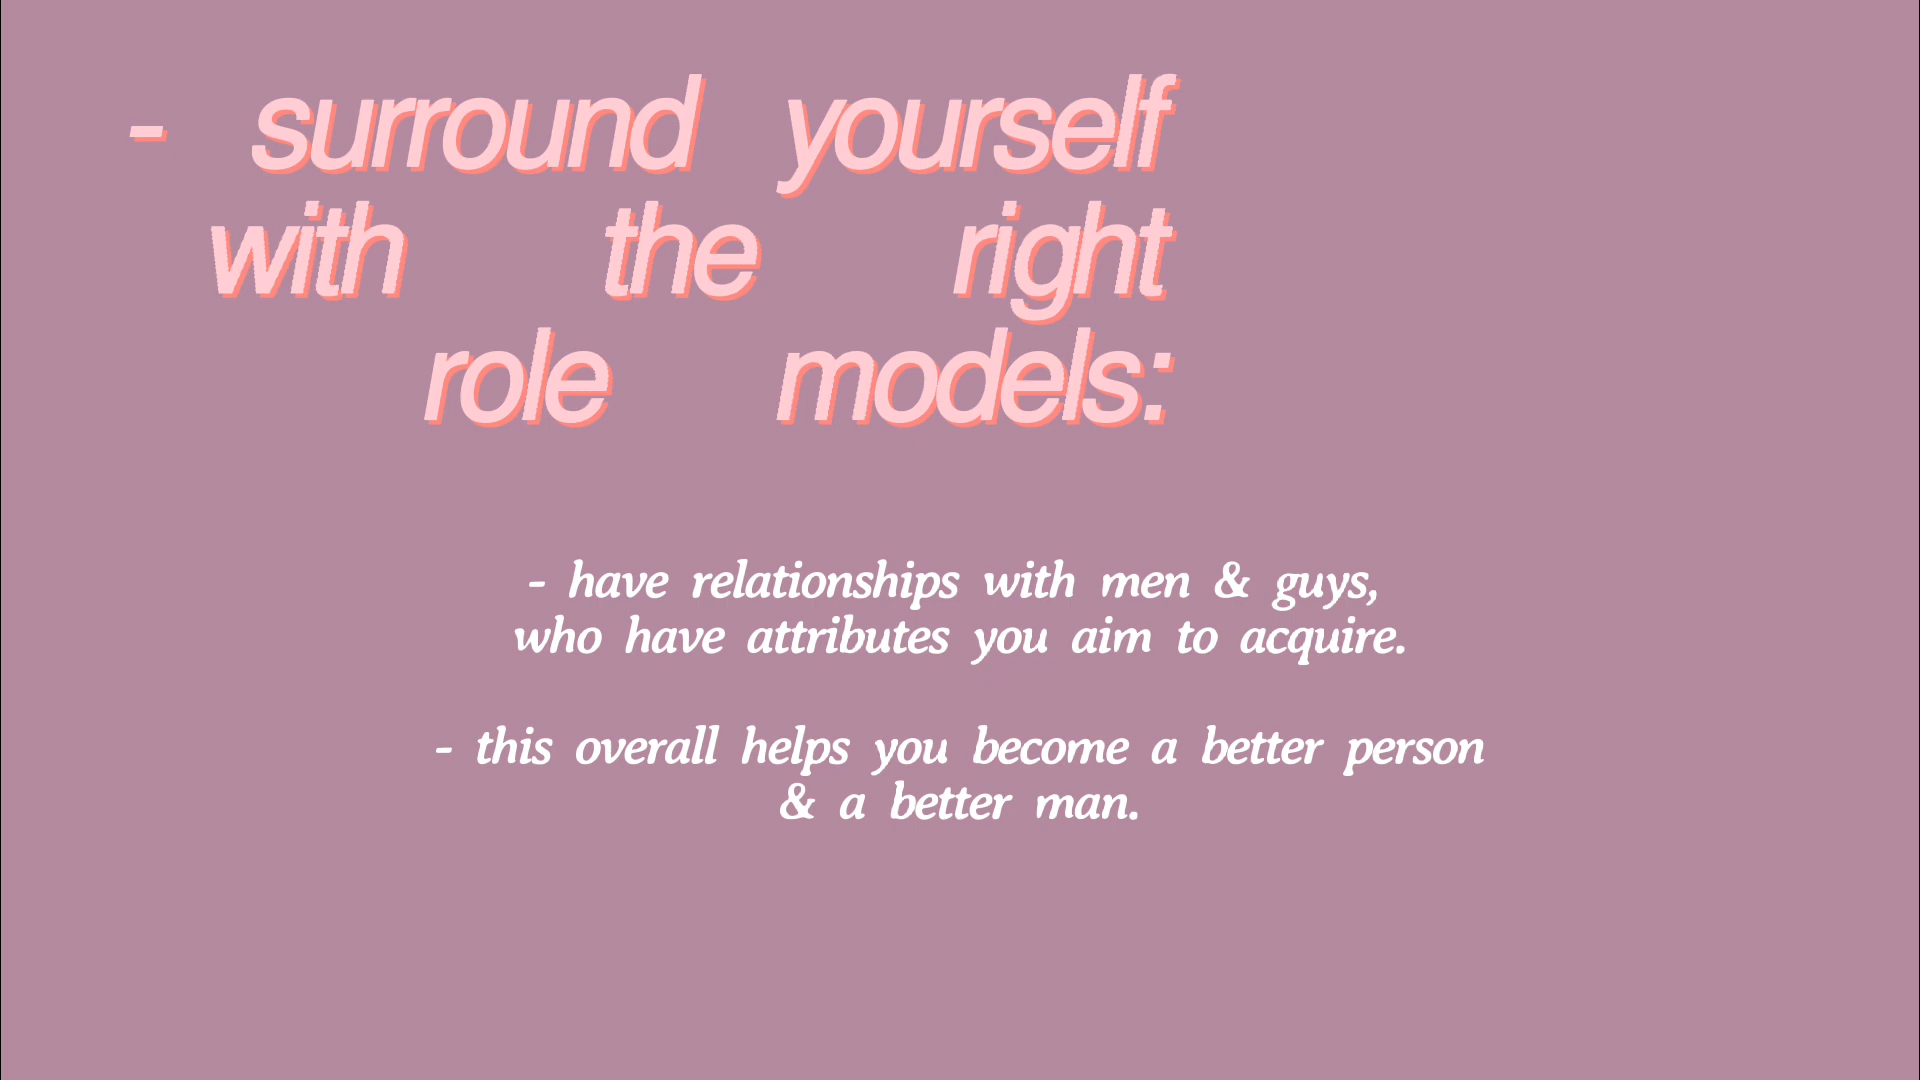 - surround yourself
with the right
role models:
- have relationships with men & guys,
who have attributes you aim to acquire.
- this overall helps you become a better person
& a better man.